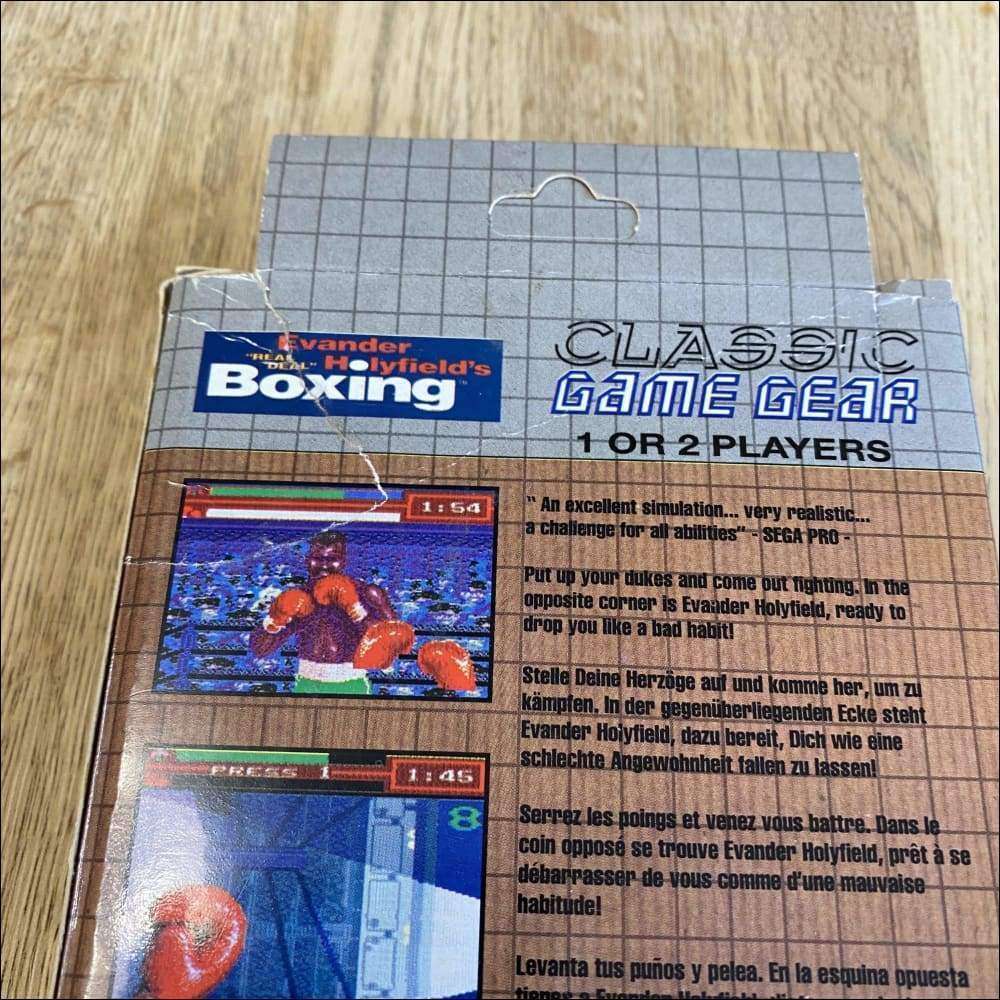 Evander
"REAL DEAL" Holyfield's
Boxing™
CLASSIC
GAME GEAR
1 OR 2 PLAYERS
1:54
" An excellent simulation... very realistic...
a challenge for all abilities" - SEGA PRO -
Put up your dukes and come out fighting. In the
opposite corner is Evander Holyfield, ready to
drop you like a bad habit!
Stelle Deine Herzöge auf und komme her, um zu
kämpfen. In der gegenüberliegenden Ecke steht
Evander Holyfield, dazu bereit, Dich wie eine
schlechte Angewohnheit fallen zu lassen!
PRESS 1
1:45
8
Serrez les poings et venez vous battre. Dans le
coin opposé se trouve Evander Holyfield, prêt à se
débarrasser de vous comme d'une mauvaise
habitude!
Levanta tus puños y pelea. En la esquina opuesta
tienes a Evander Holyfield